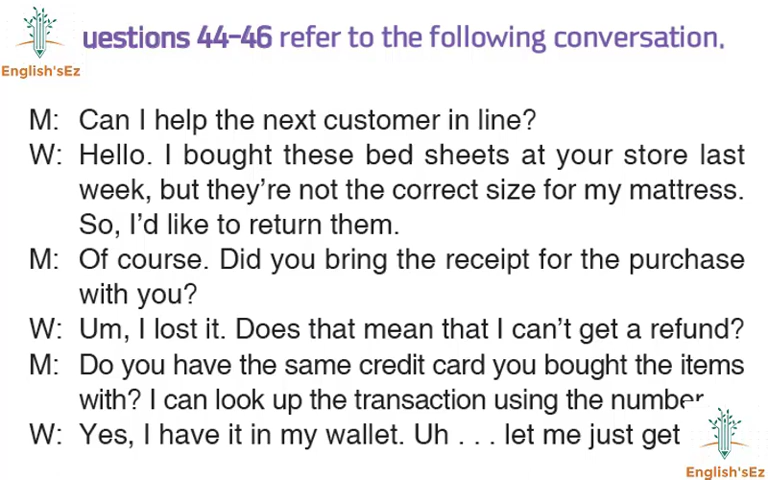 English'sEz
uestions 44–46 refer to the following conversation.
M: Can I help the next customer in line?
W: Hello. I bought these bed sheets at your store last
week, but they're not the correct size for my mattress.
So, I'd like to return them.
M: Of course. Did you bring the receipt for the purchase
with you?
W: Um, I lost it. Does that mean that I can't get a refund?
M: Do you have the same credit card you bought the items
with? I can look up the transaction using the number
W: Yes, I have it in my wallet. Uh . . . let me just get
English'sEz